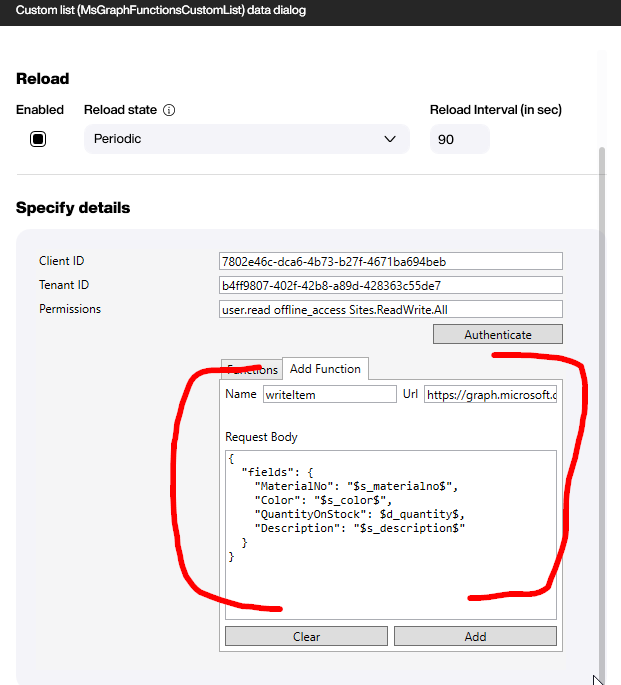 Custom list (MsGraphFunctionsCustomList) data dialog
Reload
Enabled Reload state Reload Interval (in sec)
Periodic 90
Specify details
Client ID 7802e46c-dca6-4b73-b27f-4671ba694beb
Tenant ID b4ff9807-402f-42b8-a89d-428363c55de7
Permissions user.read offline_access Sites.ReadWrite.All
Authenticate
Functions Add Function
Name writeItem Url https://graph.microsoft.c
Request Body
{
"fields": {
"MaterialNo": "$s_materialno$",
"Color": "$s_color$",
"QuantityOnStock": $d_quantity$,
"Description": "$s_description$"
}
}
Clear Add